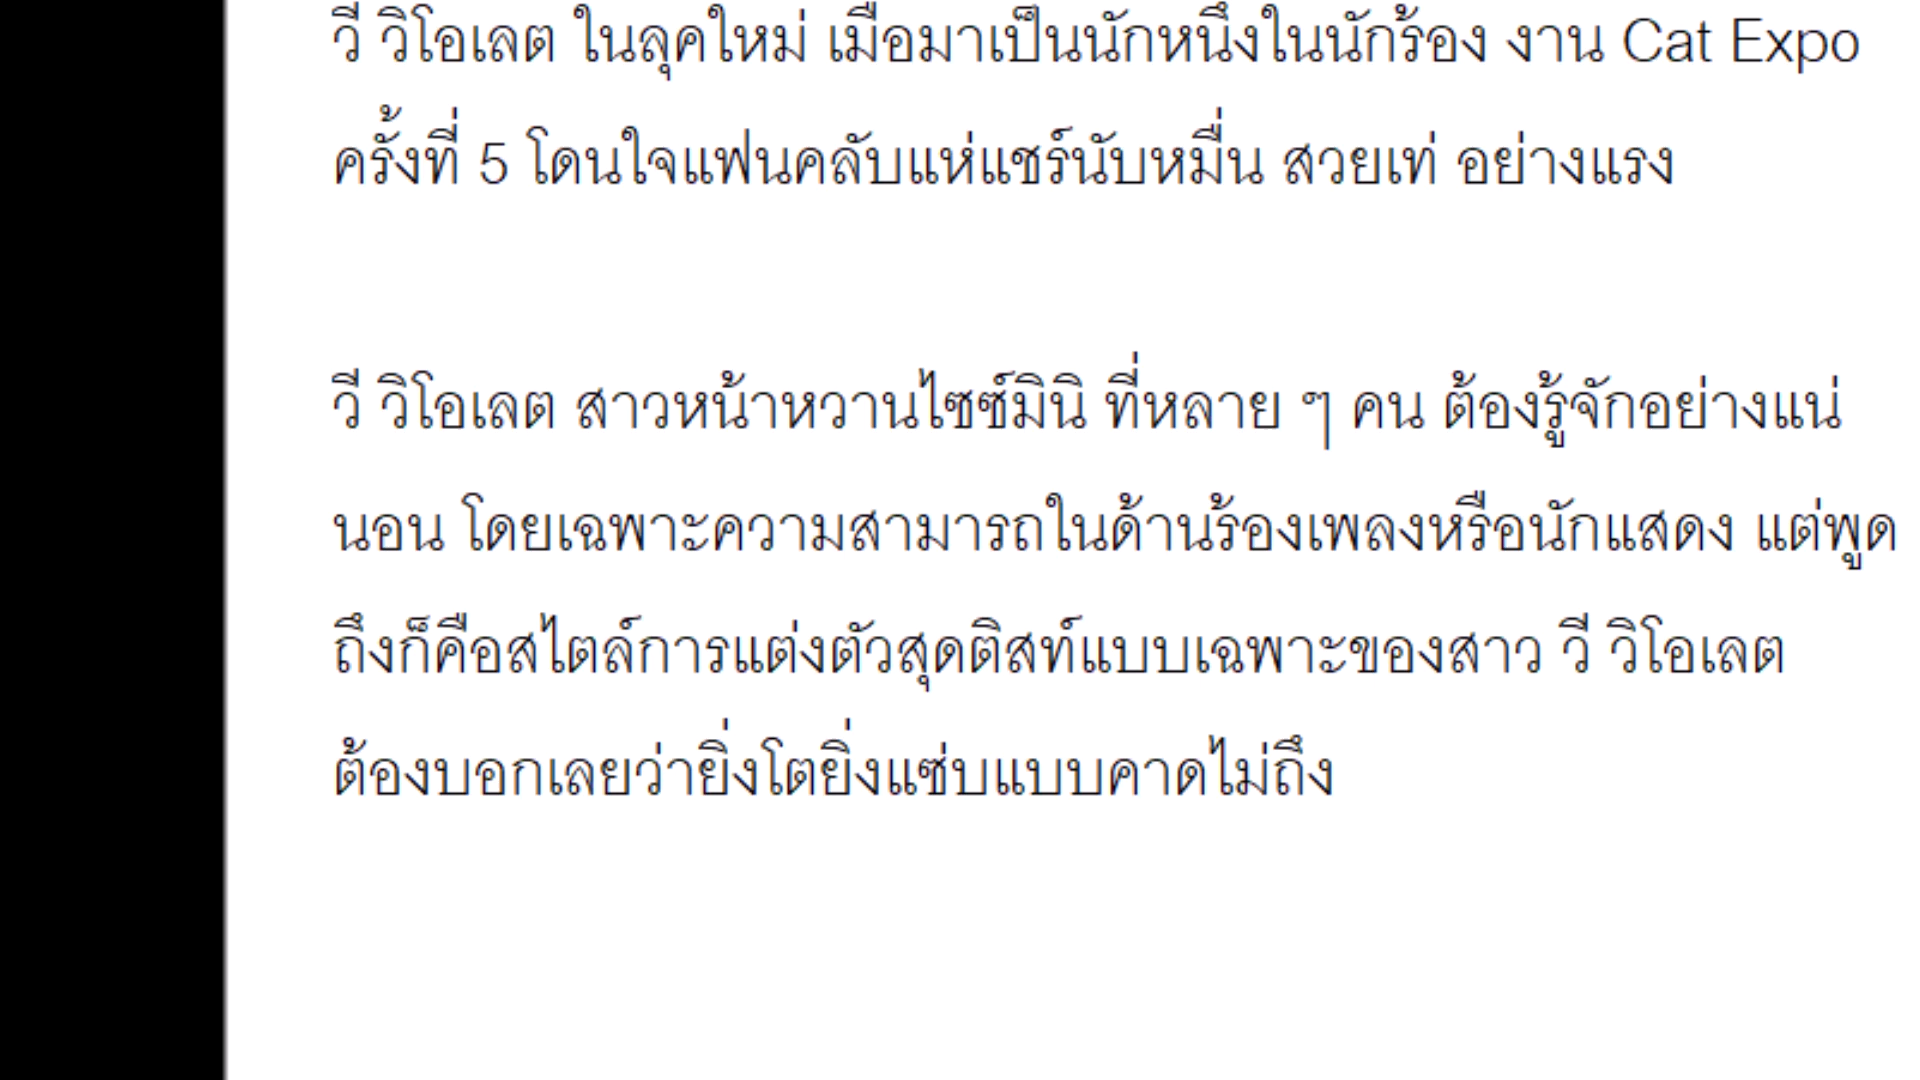 วี วิโอเลต ในลุคใหม่ เมื่อมาเป็นนักหนึ่งในนักร้อง งาน Cat Expo
ครั้งที่ 5 โดนใจแฟนคลับแห่แชร์นับหมื่น สวยเท่ อย่างแรง
วี วิโอเลต สาวหน้าหวานไซซ์มินิ ที่หลาย ๆ คน ต้องรู้จักอย่างแน่
นอน โดยเฉพาะความสามารถในด้านร้องเพลงหรือนักแสดง แต่พูด
ถึงก็คือสไตล์การแต่งตัวสุดติสท์แบบเฉพาะของสาว วี วิโอเลต
ต้องบอกเลยว่ายิ่งโตยิ่งแซ่บแบบคาดไม่ถึง